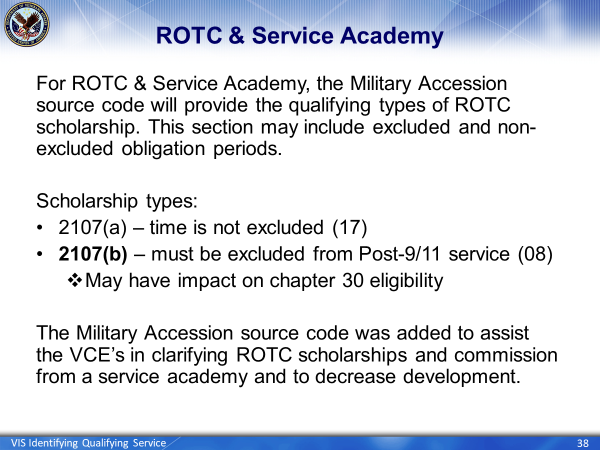 ROTC & Service Academy
For ROTC & Service Academy, the Military Accession
source code will provide the qualifying types of ROTC
scholarship. This section may include excluded and non-
excluded obligation periods.
Scholarship types:
• 2107(a) – time is not excluded (17)
• 2107(b) – must be excluded from Post-9/11 service (08)
❖May have impact on chapter 30 eligibility
The Military Accession source code was added to assist
the VCE’s in clarifying ROTC scholarships and commission
from a service academy and to decrease development.
VIS Identifying Qualifying Service
38